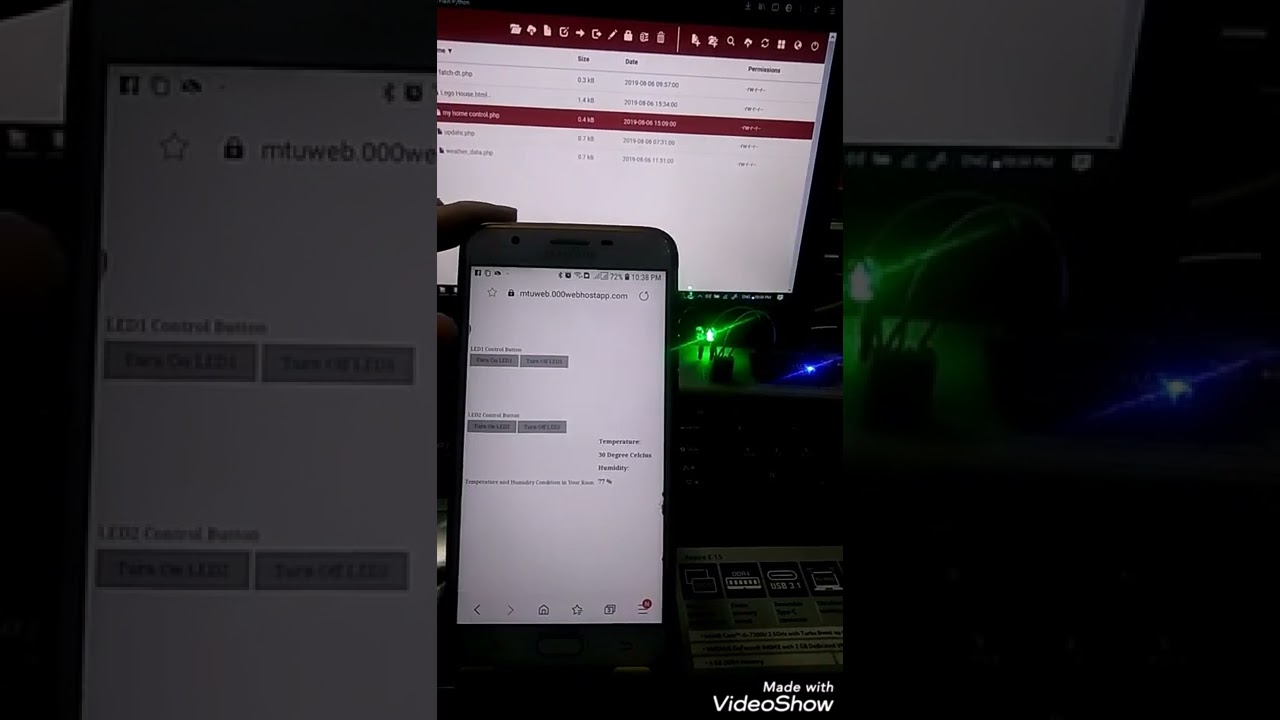 Size
Date
Permissions
fatch-dt.php
0.3 kB
2019-08-06 09:57:00
-rw-r--r--
Lego House.html..
1.4 kB
2019-08-06 15:34:00
-rw-r--r--
my home control.php
0.4 kB
2019-08-06 15:09:00
-rw-r--r--
update.php
0.7 kB
2019-08-06 07:31:00
-rw-r--r--
weather_data.php
0.7 kB
2019-08-06 11:51:00
-rw-r--r--
SAMSUNG
72% 10:38 PM
mtuweb.000webhostapp.com
LED1 Control Button
Turn On LED1 Turn Off LED1
LED2 Control Button
Turn On LED2 Turn Off LED2
Temperature:
30 Degree Celcius
Humidity:
Temperature and Humidity Condition in Your Room 77 %
Aspire E 15
DDR4
USB 3.1
mtuweb.000we
LED1 Control Button
Turn On LED1 Turn Off LED1
LED2 Control Button
Turn On LED2 Turn Off LED2
Made with
VideoShow